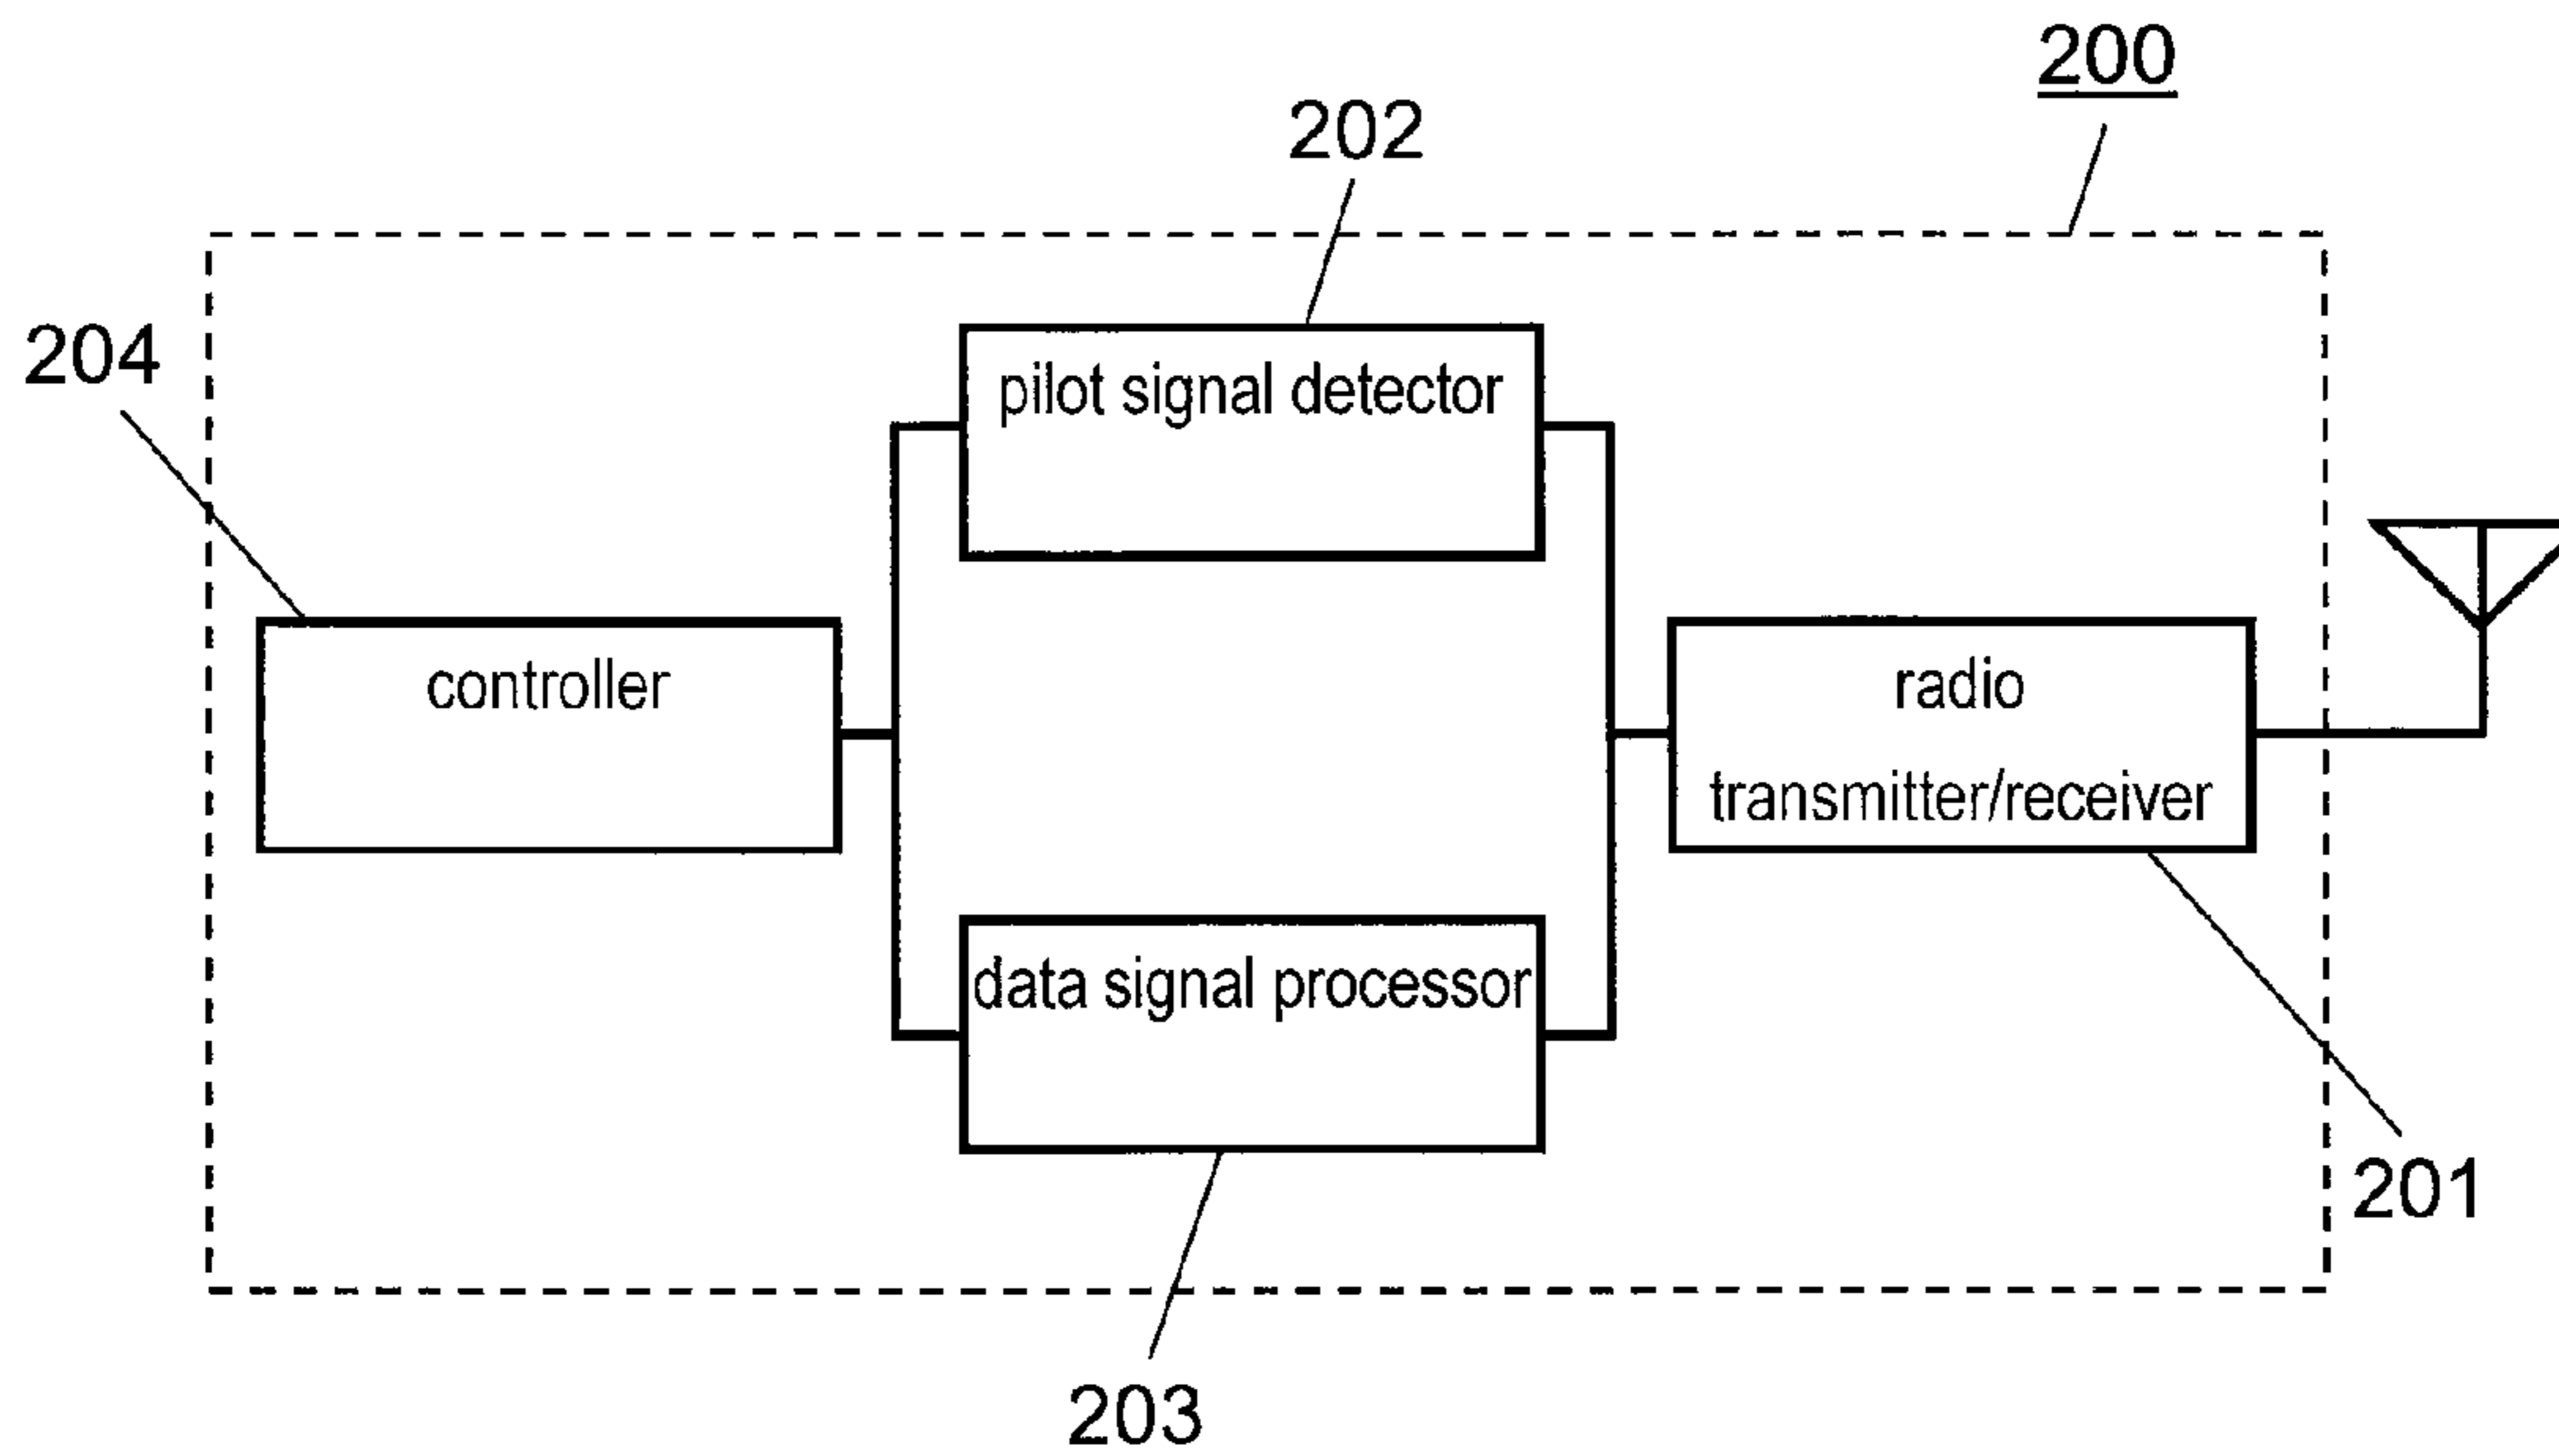 200
202
204
pilot signal detector
controller
radio
transmitter/receiver
data signal processor
201
203